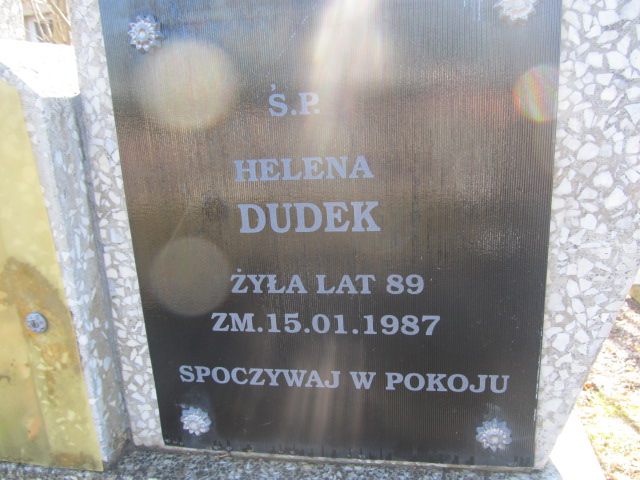 Ś.P.
HELENA
DUDEK
ŻYŁA LAT 89
ZM.15.01.1987
SPOCZYWAJ W POKOJU